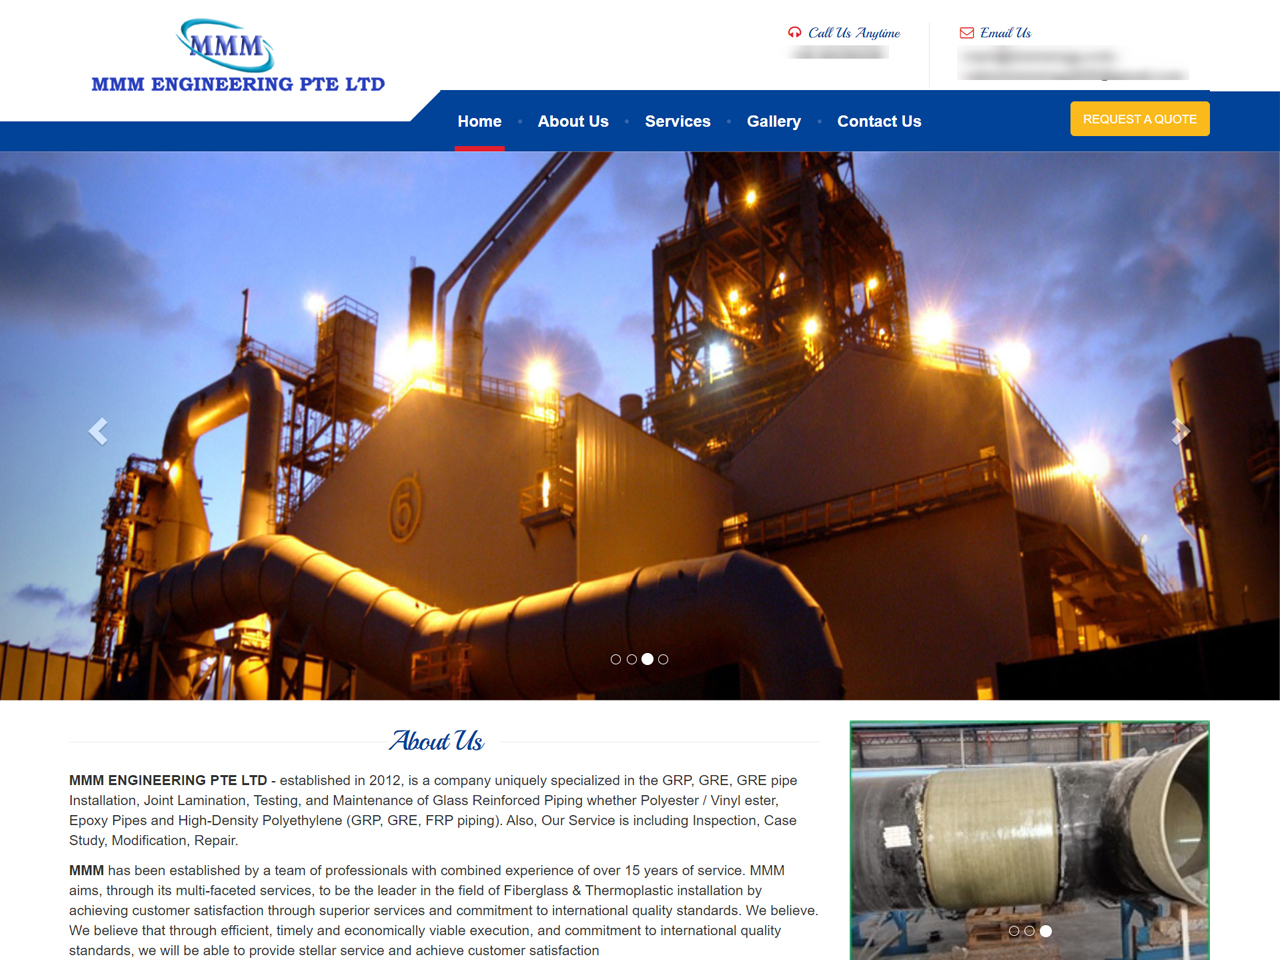 MMM
MMM ENGINEERING PTE LTD
Call Us Anytime
Email Us
Home
About Us
Services
Gallery
Contact Us
REQUEST A QUOTE
5
About Us
MMM ENGINEERING PTE LTD - established in 2012, is a company uniquely specialized in the GRP, GRE, GRE pipe
Installation, Joint Lamination, Testing, and Maintenance of Glass Reinforced Piping whether Polyester / Vinyl ester,
Epoxy Pipes and High-Density Polyethylene (GRP, GRE, FRP piping). Also, Our Service is including Inspection, Case
Study, Modification, Repair.
MMM has been established by a team of professionals with combined experience of over 15 years of service. MMM
aims, through its multi-faceted services, to be the leader in the field of Fiberglass & Thermoplastic installation by
achieving customer satisfaction through superior services and commitment to international quality standards. We believe.
We believe that through efficient, timely and economically viable execution, and commitment to international quality
standards, we will be able to provide stellar service and achieve customer satisfaction